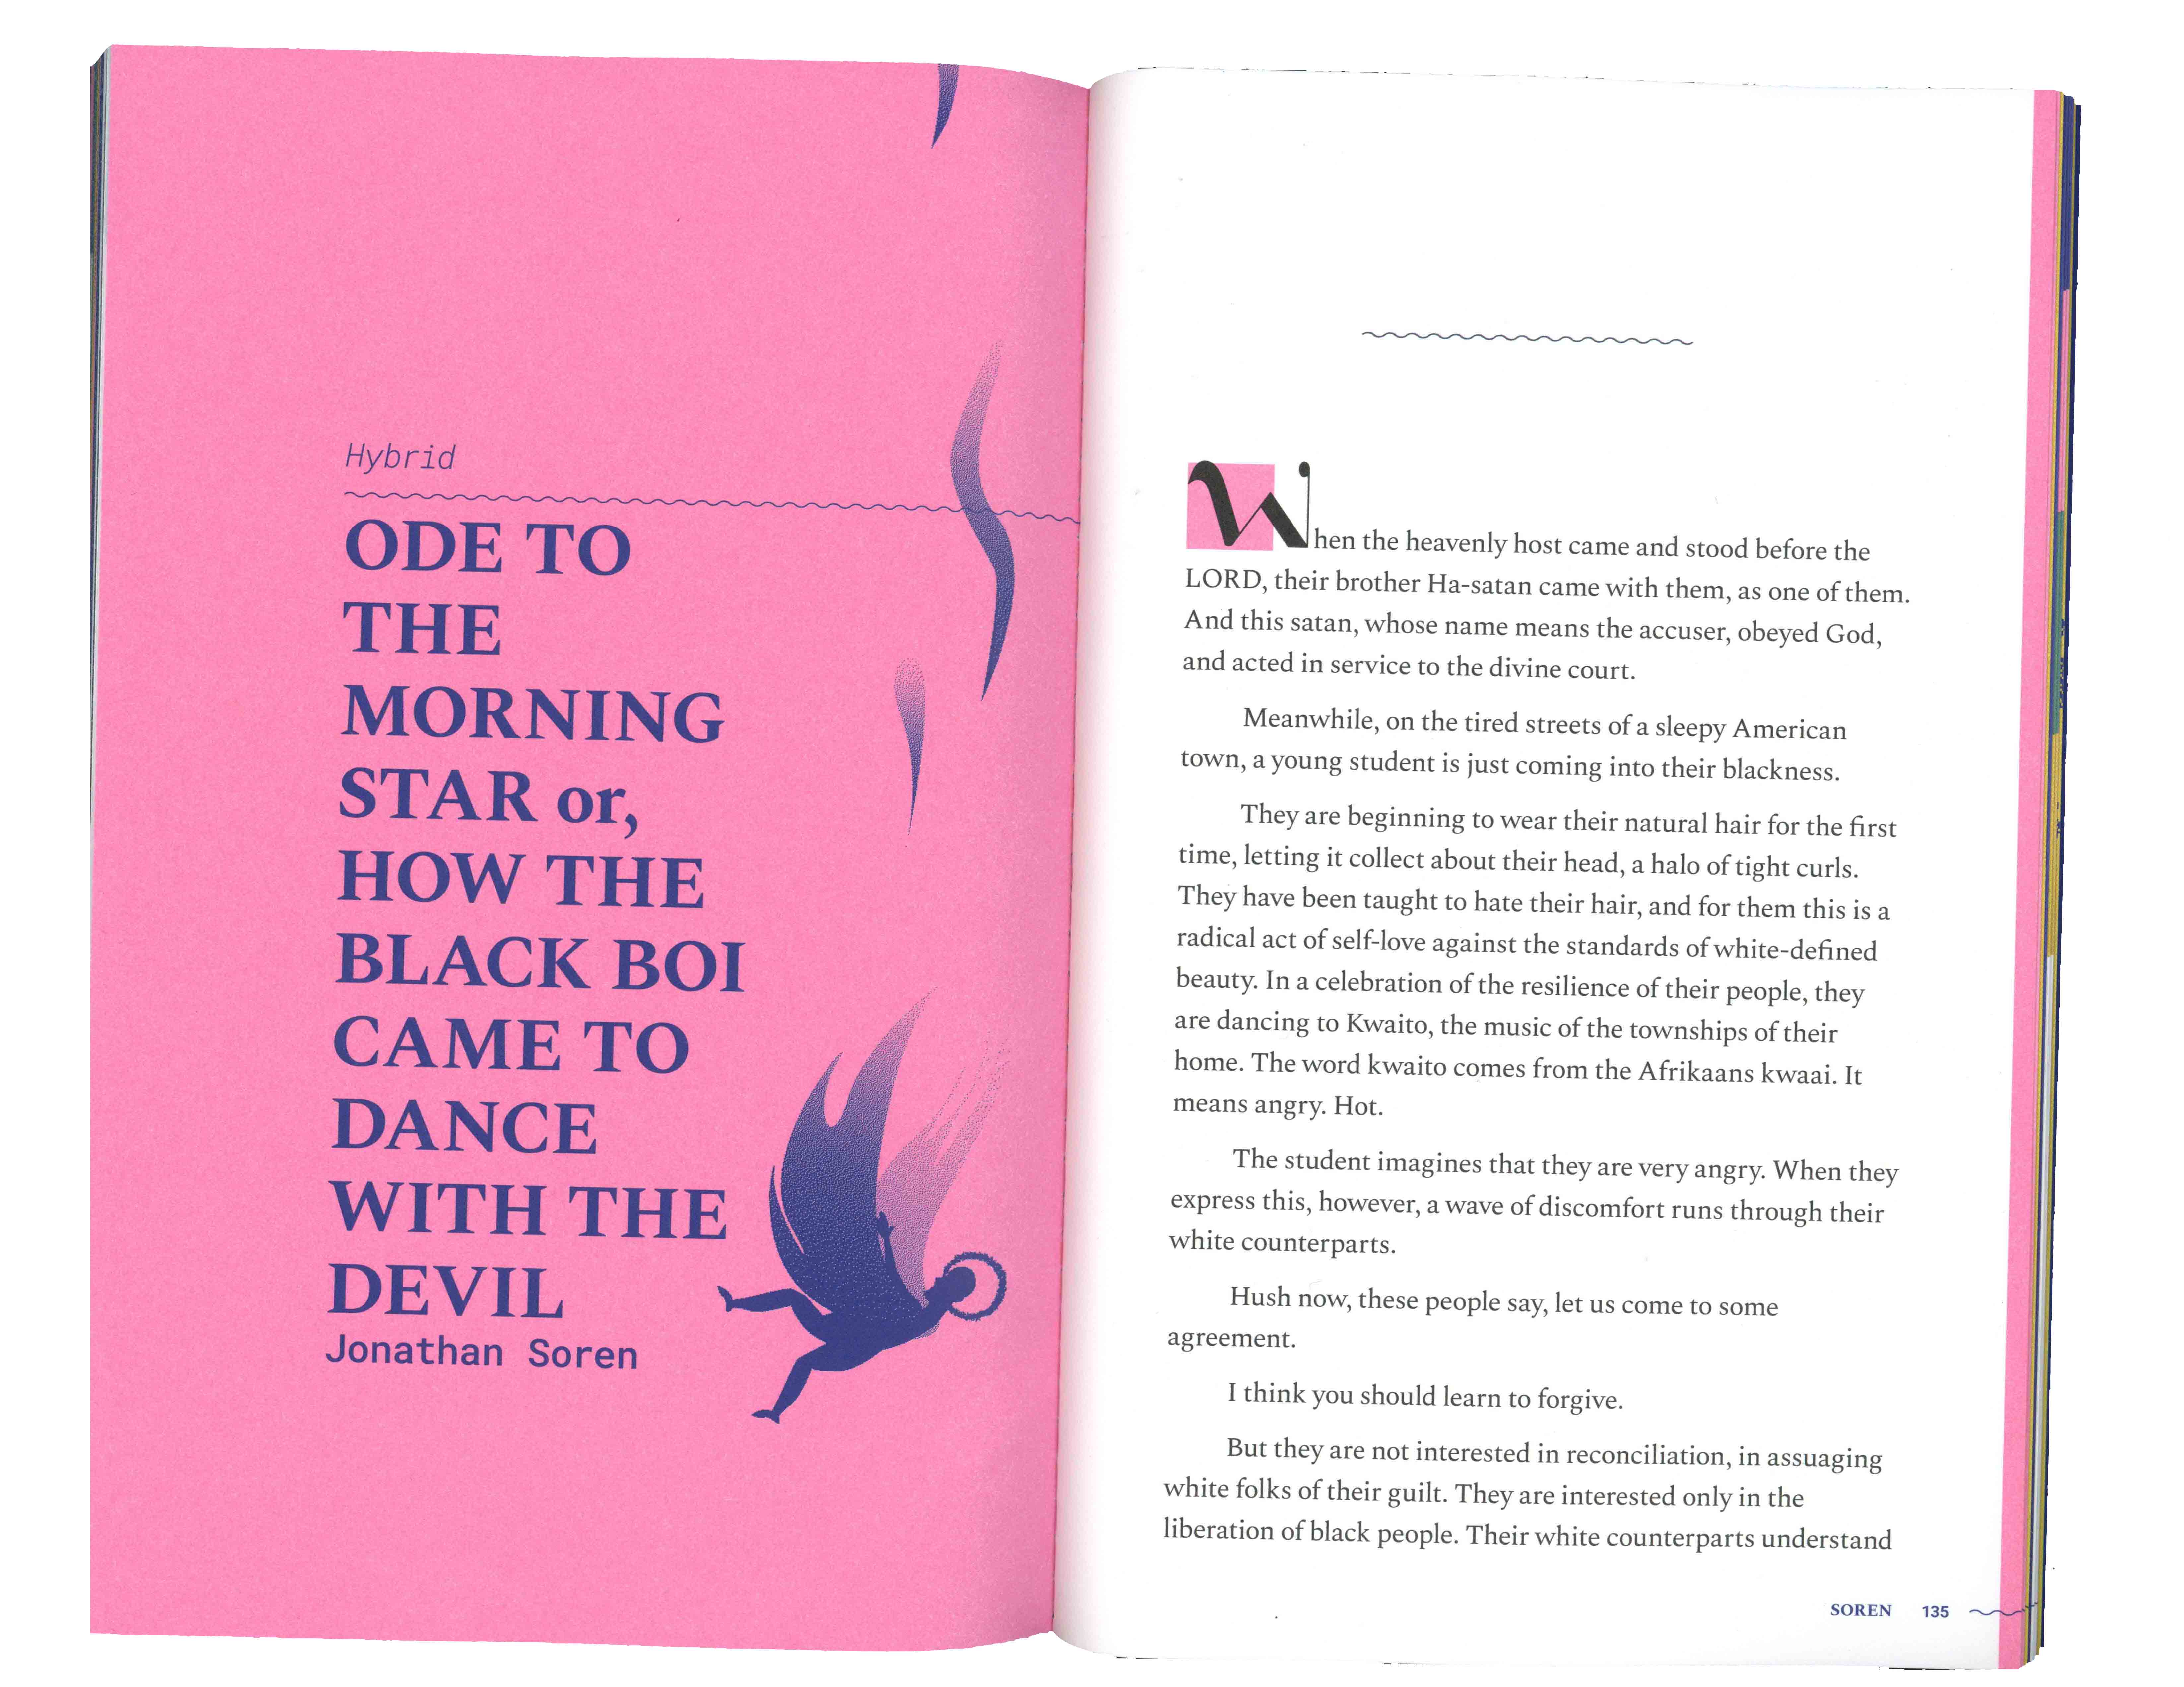 Hybrid
ODE TO
THE
MORNING
STAR or,
HOW THE
BLACK BOI
CAME TO
DANCE
WITH THE
DEVIL
Jonathan Soren
When the heavenly host came and stood before the
LORD, their brother Ha-satan came with them, as one of them.
And this satan, whose name means the accuser, obeyed God,
and acted in service to the divine court.
Meanwhile, on the tired streets of a sleepy American
town, a young student is just coming into their blackness.
They are beginning to wear their natural hair for the first
time, letting it collect about their head, a halo of tight curls.
They have been taught to hate their hair, and for them this is a
radical act of self-love against the standards of white-defined
beauty. In a celebration of the resilience of their people, they
are dancing to Kwaito, the music of the townships of their
home. The word kwaito comes from the Afrikaans kwaai. It
means angry. Hot.
The student imagines that they are very angry. When they
express this, however, a wave of discomfort runs through their
white counterparts.
Hush now, these people say, let us come to some
agreement.
I think you should learn to forgive.
But they are not interested in reconciliation, in assuaging
white folks of their guilt. They are interested only in the
liberation of black people. Their white counterparts understand
SOREN 135